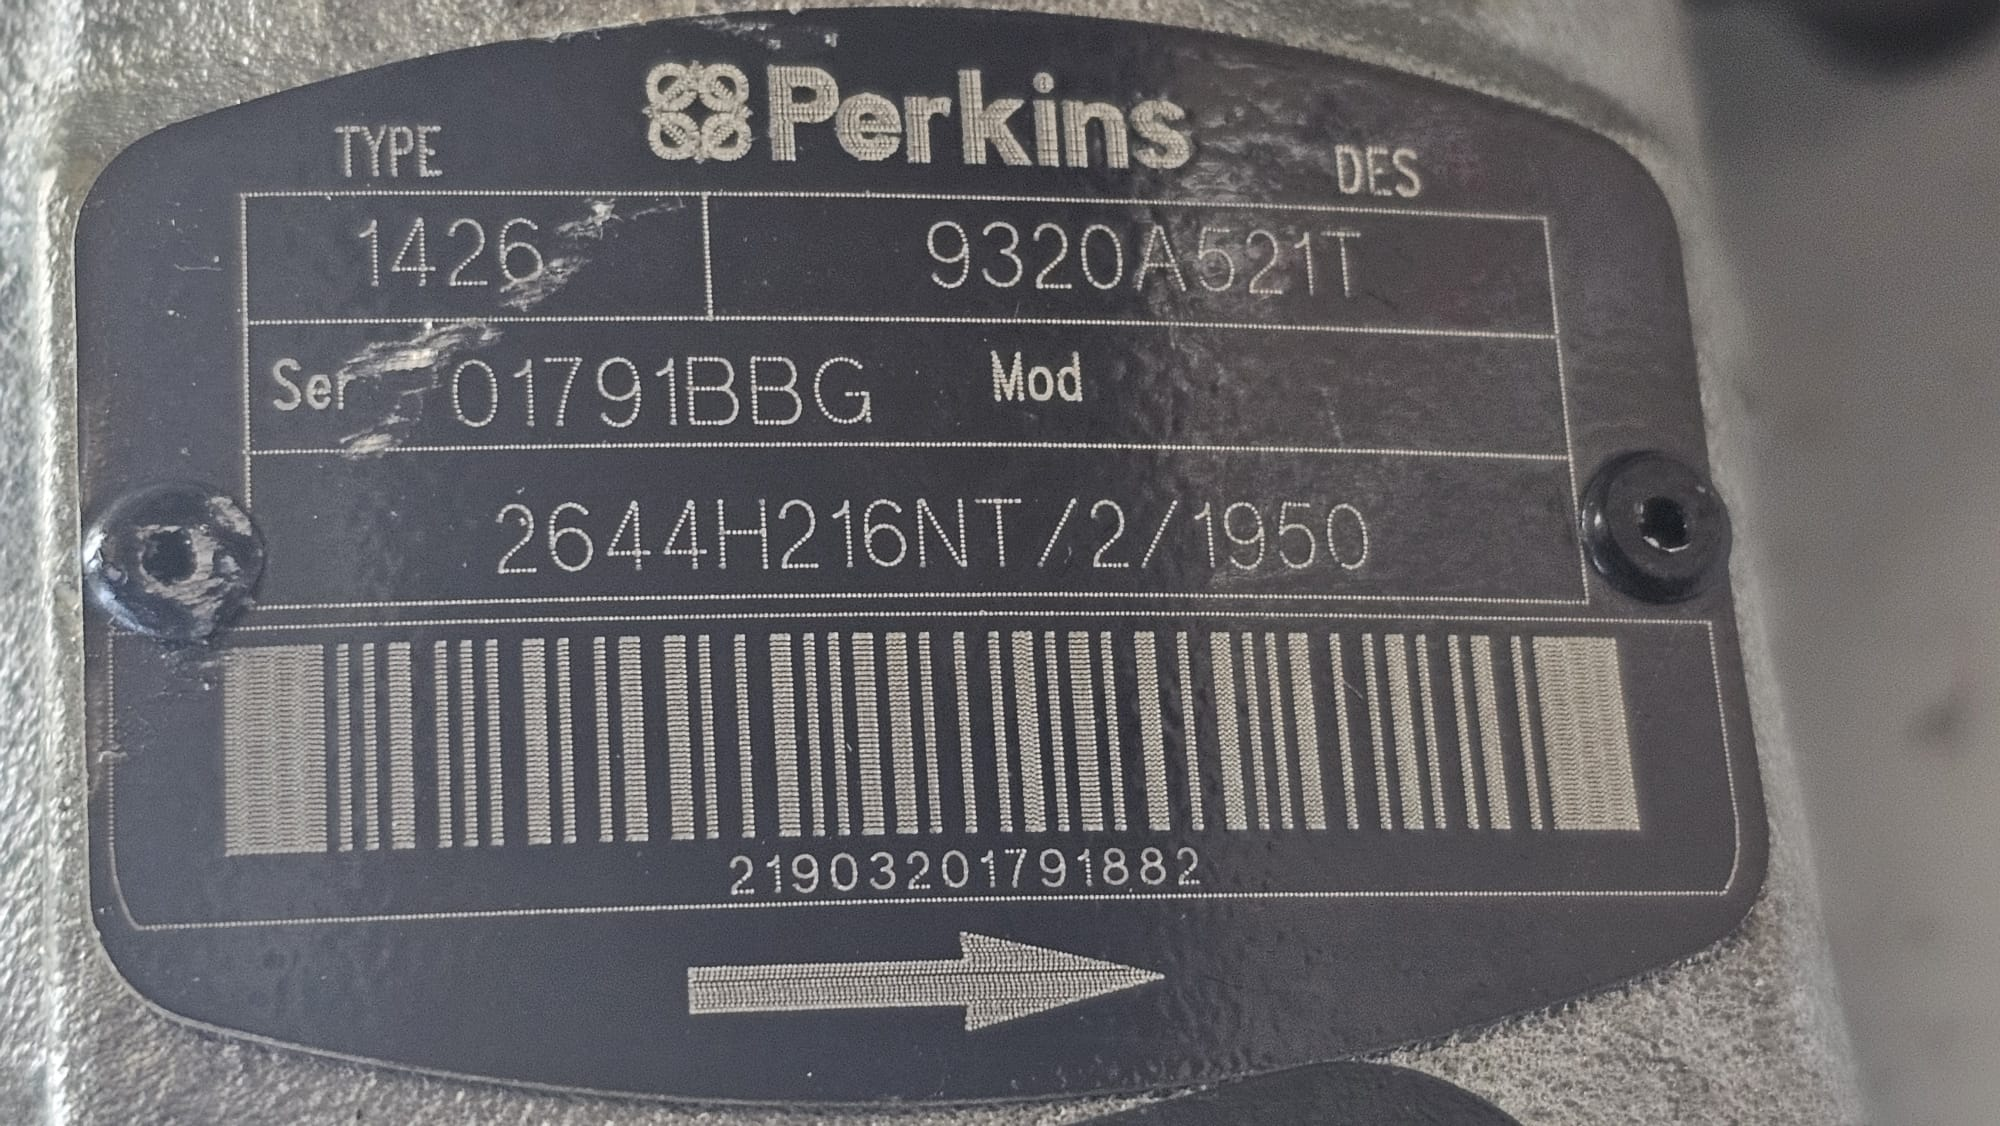 Perkins
TYPE DES
1426 9320A521T
Ser 01791BBG Mod
2644H216NT/2/1950
21903201791882